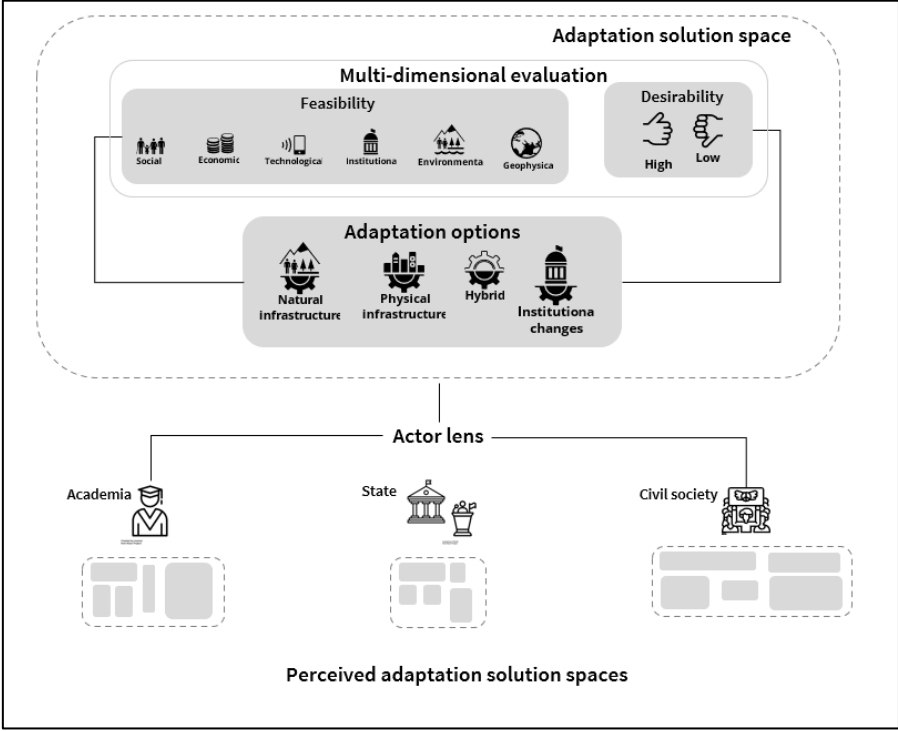 Adaptation solution space
Multi-dimensional evaluation
Feasibility
Social
Economic
Technologica
Institutiona
Environmenta
Geophysica
Desirability
High
Low
Adaptation options
Natural
infrastructure
Physical
infrastructure
Hybrid
Institutiona
changes
Actor lens
Academia
State
Civil society
Perceived adaptation solution spaces